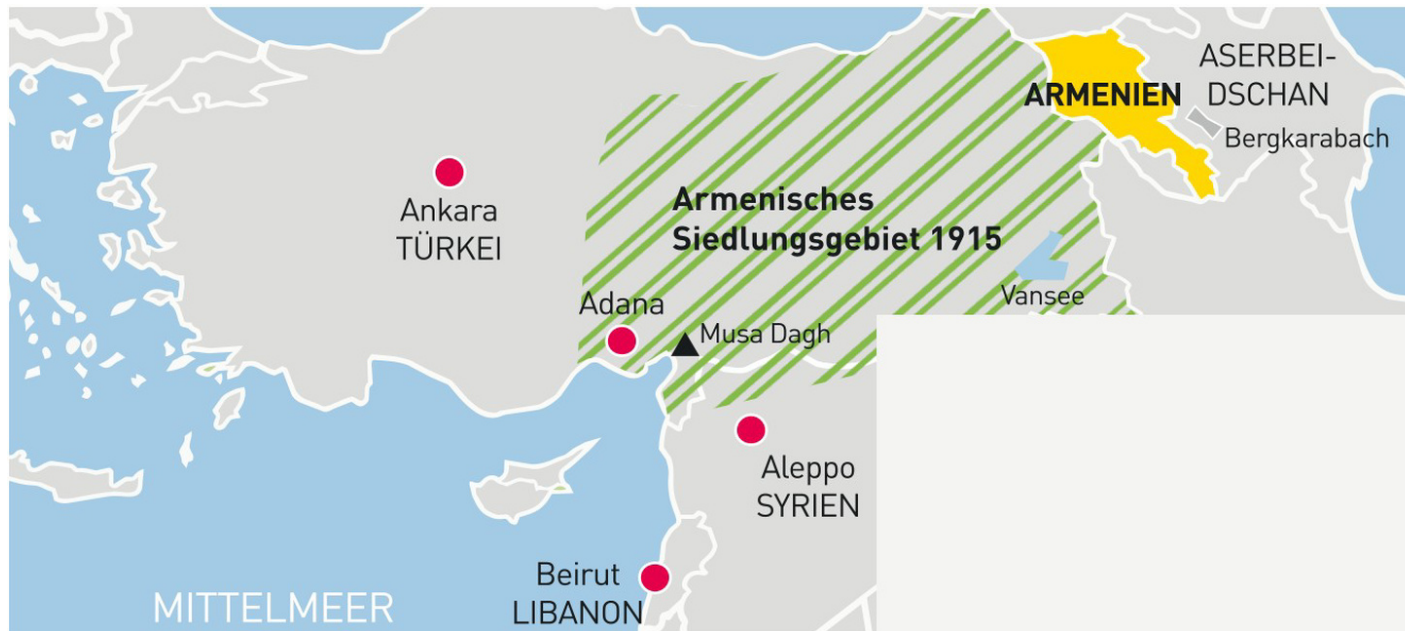 ASERBEI-
DSCHAN
ARMENIEN
Bergkarabach
Ankara
TÜRKEI
Armenisches
Siedlungsgebiet 1915
Vansee
Adana
Musa Dagh
Aleppo
SYRIEN
Beirut
LIBANON
MITTELMEER